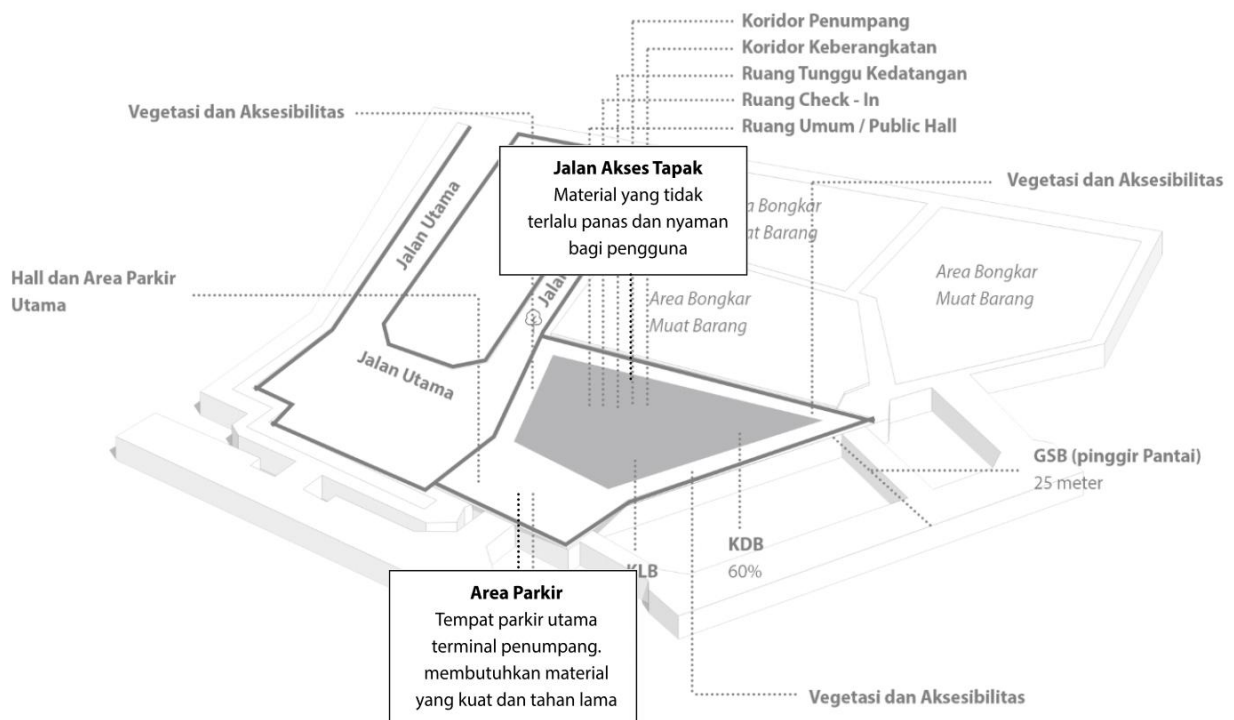 Koridor Penumpang
Koridor Keberangkatan
Ruang Tunggu Kedatangan
Ruang Check - In
Ruang Umum / Public Hall
Vegetasi dan Aksesibilitas
Jalan Akses Tapak
Material yang tidak
terlalu panas dan nyaman
bagi pengguna
Vegetasi dan Aksesibilitas
Bongkar
Barang
Jalan Utama
Hall dan Area Parkir
Utama
Jalan
Area Bongkar
Muat Barang
Area Bongkar
Muat Barang
Jalan Utama
GSB (pinggir Pantai)
25 meter
KDB
60%
KLB
Area Parkir
Tempat parkir utama
terminal penumpang.
membutuhkan material
yang kuat dan tahan lama
Vegetasi dan Aksesibilitas